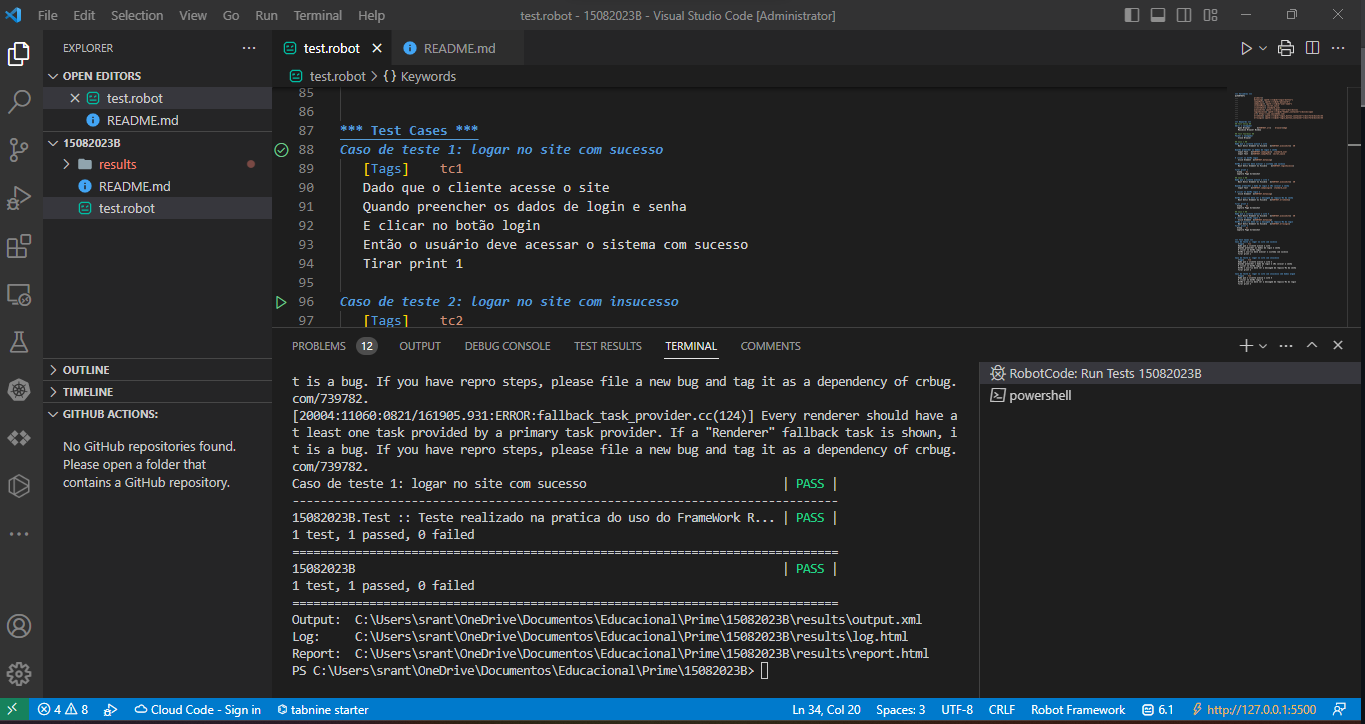 File Edit Selection View Go Run Terminal Help
test.robot - 15082023B - Visual Studio Code [Administrator]
EXPLORER
OPEN EDITORS
test.robot
README.md
15082023B
results
README.md
test.robot
OUTLINE
TIMELINE
GITHUB ACTIONS:
No GitHub repositories found.
Please open a folder that
contains a GitHub repository.
test.robot README.md
test.robot > {} Keywords
85
86
87 *** Test Cases ***
88 Caso de teste 1: logar no site com sucesso
89 [Tags] tc1
90 Dado que o cliente acesse o site
91 Quando preencher os dados de login e senha
92 E clicar no botão login
93 Então o usuário deve acessar o sistema com sucesso
94 Tirar print 1
95
96 Caso de teste 2: logar no site com insucesso
97 [Tags] tc2
PROBLEMS 12 OUTPUT DEBUG CONSOLE TEST RESULTS TERMINAL COMMENTS
t is a bug. If you have repro steps, please file a new bug and tag it as a dependency of crbug.
com/739782.
[20004:11060:0821/161905.931:ERROR:fallback_task_provider.cc(124)] Every renderer should have a
t least one task provided by a primary task provider. If a "Renderer" fallback task is shown, i
t is a bug. If you have repro steps, please file a new bug and tag it as a dependency of crbug.
com/739782.
Caso de teste 1: logar no site com sucesso | PASS |
------------------------------------------------------------------------------
15082023B.Test :: Teste realizado na pratica do uso do FrameWork R... | PASS |
1 test, 1 passed, 0 failed
==============================================================================
15082023B | PASS |
1 test, 1 passed, 0 failed
==============================================================================
Output: C:\Users\srant\OneDrive\Documentos\Educacional\Prime\15082023B\results\output.xml
Log: C:\Users\srant\OneDrive\Documentos\Educacional\Prime\15082023B\results\log.html
Report: C:\Users\srant\OneDrive\Documentos\Educacional\Prime\15082023B\results\report.html
PS C:\Users\srant\OneDrive\Documentos\Educacional\Prime\15082023B>
RobotCode: Run Tests 15082023B
powershell
4 8 Cloud Code - Sign in tabnine starter Ln 34, Col 20 Spaces: 3 UTF-8 CRLF Robot Framework 6.1 http://127.0.0.1:5500